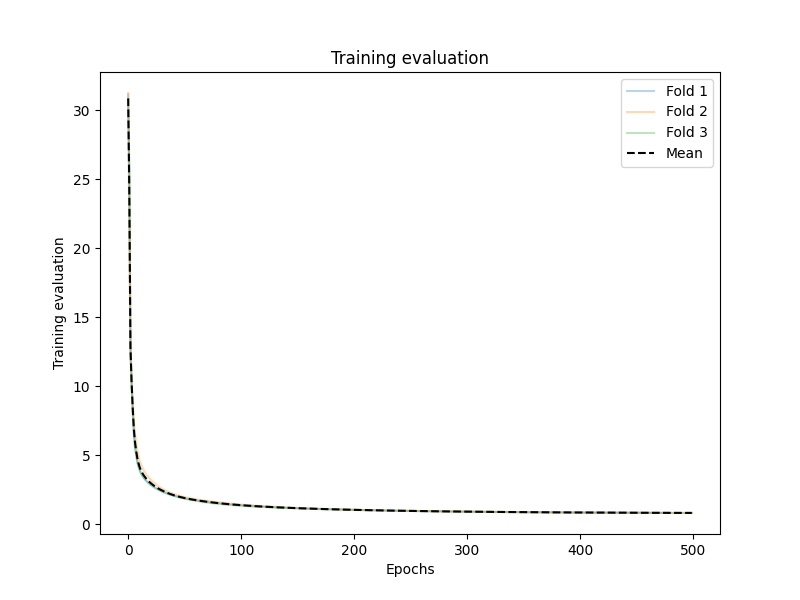 Training evaluation
Fold 1
Fold 2
Fold 3
Mean
Training evaluation
30
25
20
15
10
5
0
0 100 200 300 400 500
Epochs